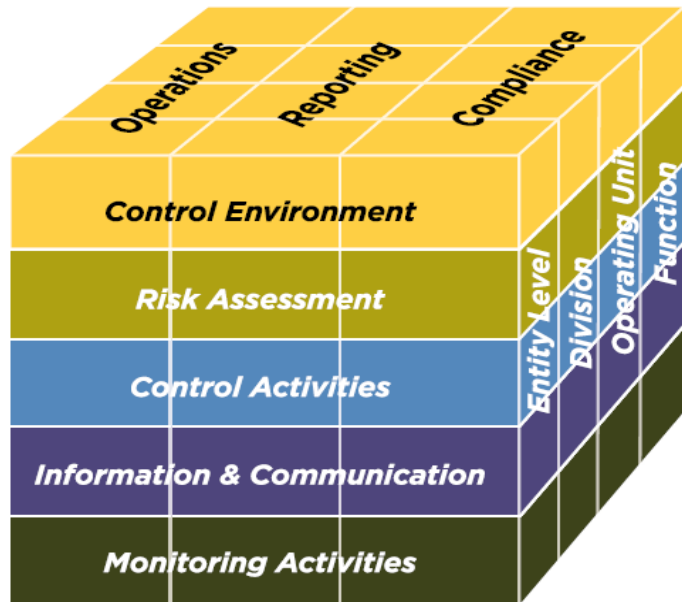 Operations
Reporting
Compliance
Control Environment
Risk Assessment
Control Activities
Information & Communication
Monitoring Activities
Entity Level
Division
Operating Unit
Function